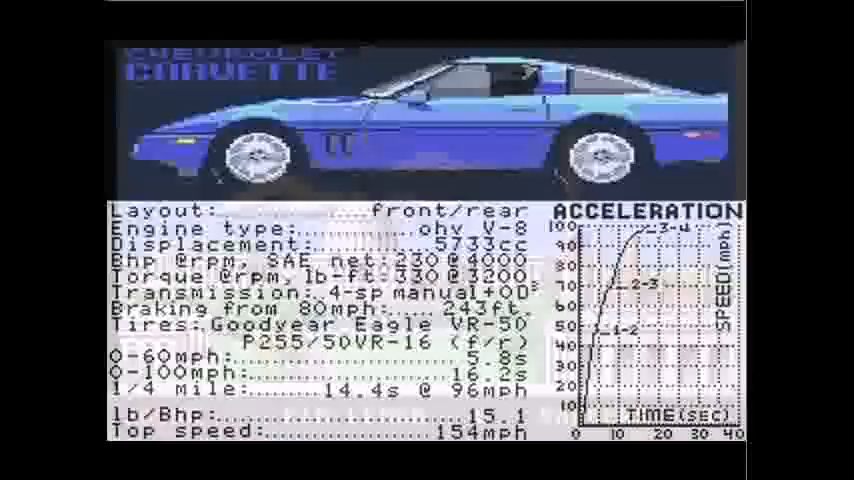 CHEVROLET
CORVETTE
Layout:...............front/rear
Engine type:...........ohv V-8
Displacement:.............5733cc
Bhp @rpm, SAE net:230@4000
Torque @rpm, lb-ft:330@3200
Transmission:.4-sp manual+OD
Braking from 80mph:.....243ft.
Tires:.Goodyear Eagle VR-50
P255/50VR-16 (f/r)
0-60mph:......................5.8s
0-100mph:...................16.2s
1/4 mile:........14.4s @ 96mph
lb/Bhp:........................15.1
Top speed:................154mph
ACCELERATION
100
90
80
70
60
50
40
30
20
10
3-4
2-3
1-2
SPEED(mph)
TIME(SEC)
0 10 20 30 40